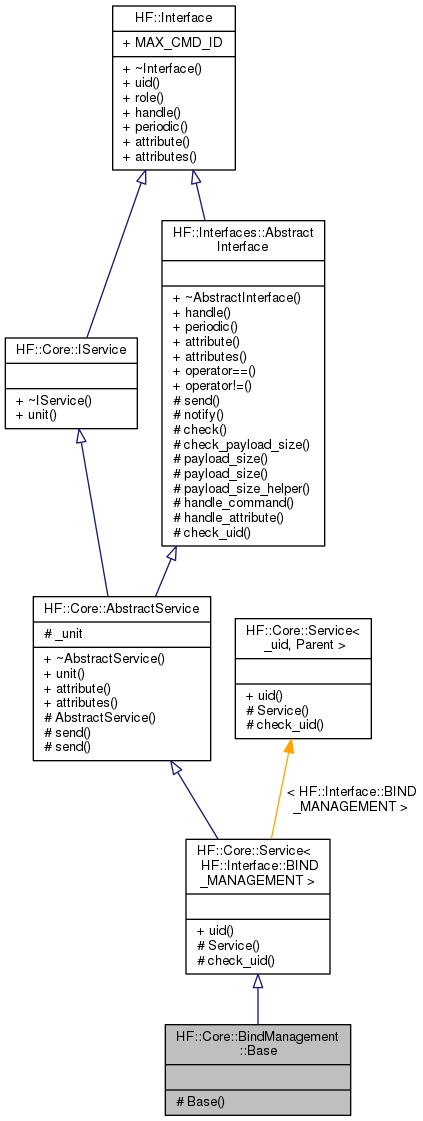 HF::Interface
+ MAX_CMD_ID
+ ~Interface()
+ uid()
+ role()
+ handle()
+ periodic()
+ attribute()
+ attributes()
HF::Interfaces::Abstract
Interface
+ ~AbstractInterface()
+ handle()
+ periodic()
+ attribute()
+ attributes()
+ operator==()
+ operator!=()
# send()
# notify()
# check()
# check_payload_size()
# payload_size()
# payload_size()
# payload_size_helper()
# handle_command()
# handle_attribute()
# check_uid()
HF::Core::IService
+ ~IService()
+ unit()
HF::Core::AbstractService
# _unit
+ ~AbstractService()
+ unit()
+ attribute()
+ attributes()
# AbstractService()
# send()
# send()
HF::Core::Service<
_uid, Parent >
+ uid()
# Service()
# check_uid()
< HF::Interface::BIND
_MANAGEMENT >
HF::Core::Service<
HF::Interface::BIND
_MANAGEMENT >
+ uid()
# Service()
# check_uid()
HF::Core::BindManagement
::Base
# Base()